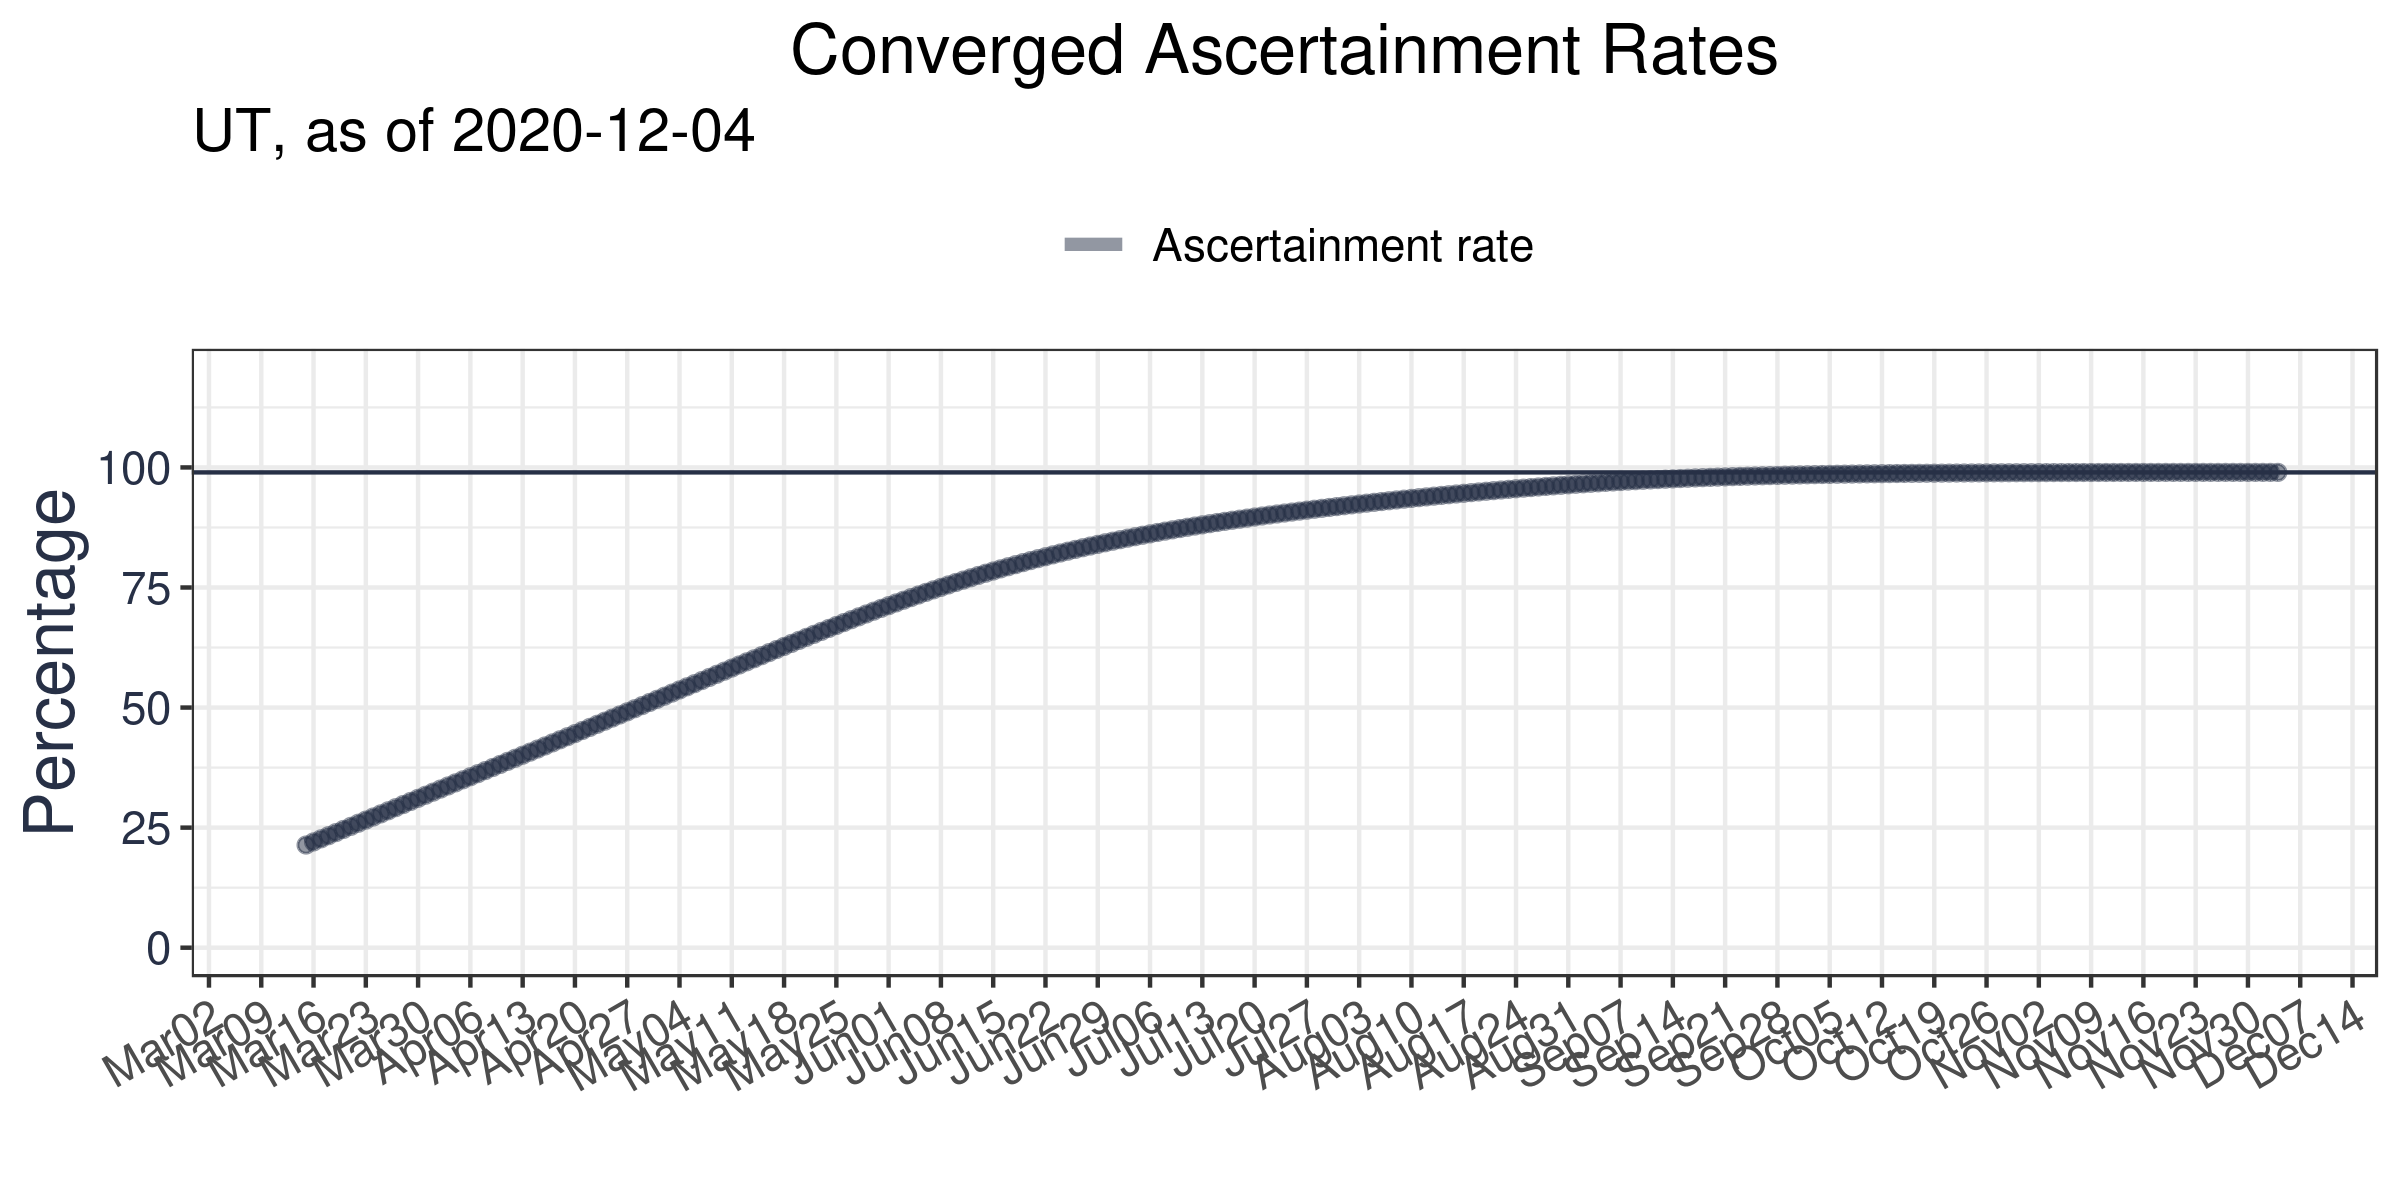 Converged Ascertainment Rates
UT, as of 2020-12-04
Ascertainment rate
Percentage
100
75
50
25
0
Mar02 Mar09 Mar16 Mar23 Mar30 Apr06 Apr13 Apr20 Apr27 May04 May11 May18 May25 Jun01 Jun08 Jun15 Jun22 Jun29 Jul06 Jul13 Jul20 Jul27 Aug03 Aug10 Aug17 Aug24 Aug31 Sep07 Sep14 Sep21 Sep28 Oct05 Oct12 Oct19 Oct26 Nov02 Nov09 Nov16 Nov23 Nov30 Dec07 Dec14